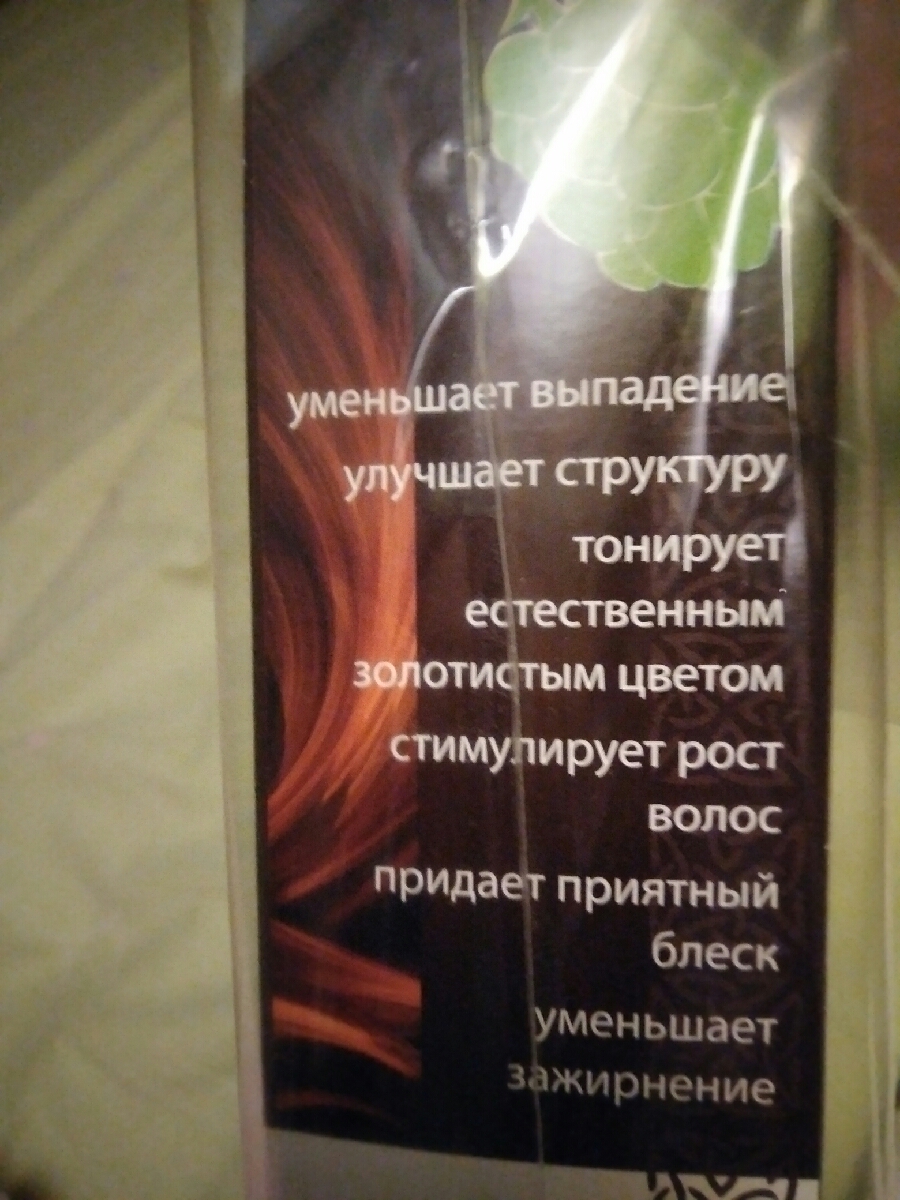 уменьшает выпадение
улучшает структуру
тонирует
естественным
золотистым цветом
стимулирует рост
волос
придает приятный
блеск
уменьшает
зажирнение